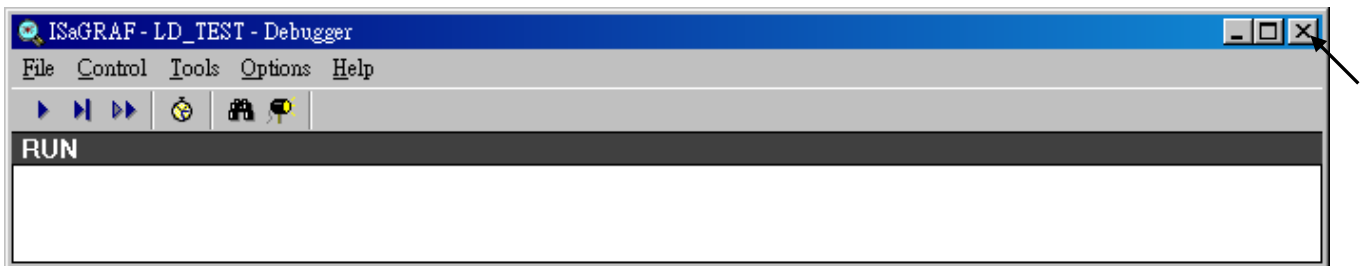 ISaGRAF - LD_TEST - Debugger
File Control Tools Options Help
RUN